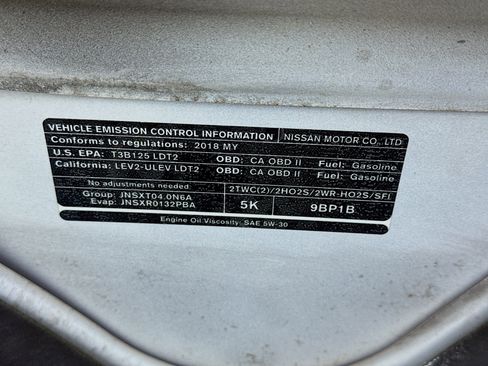 VEHICLE EMISSION CONTROL INFORMATION NISSAN MOTOR CO., LTD
Conforms to regulations: 2018 MY
U.S. EPA: T3B125 LDT2 OBD: CA OBD II Fuel: Gasoline
California: LEV2-ULEV LDT2 OBD: CA OBD II Fuel: Gasoline
No adjustments needed 2TWC(2)/2HO2S/2WR-HO2S/SFI
Group: JNSXT04.0N6A
Evap: JNSXR0132PBA 5K 9BP1B
Engine Oil Viscosity: SAE 5W-30